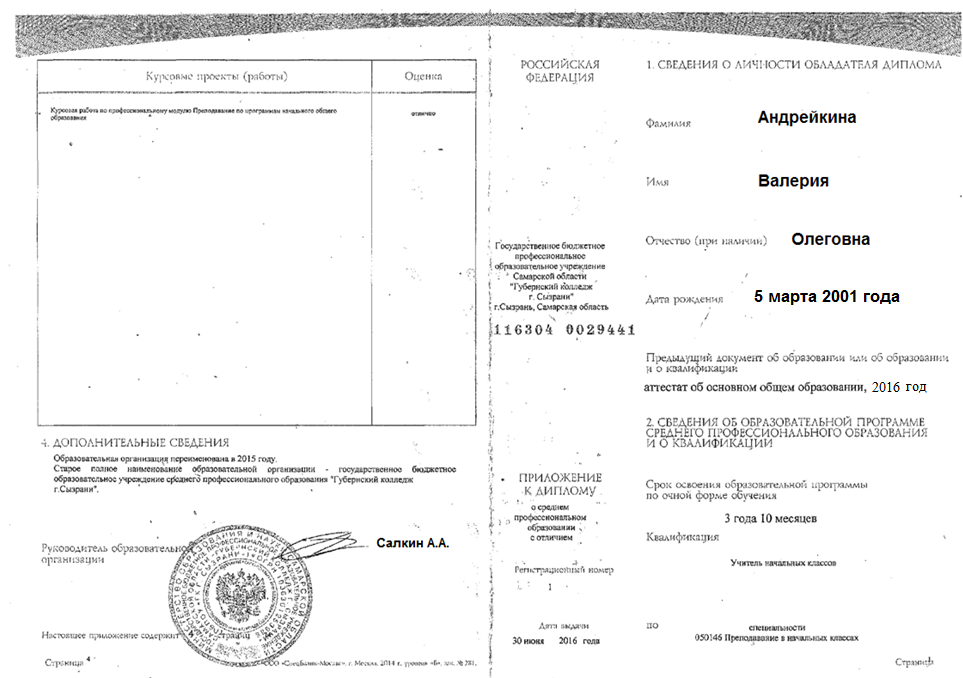 Курсовые проекты (работы)
Оценка
Курсовая работа по профессиональному модулю Преподавание по программам начального общего
образования
отлично
4. ДОПОЛНИТЕЛЬНЫЕ СВЕДЕНИЯ
Образовательная организация переименована в 2015 году.
Старое полное наименование образовательной организации - государственное бюджетное
образовательное учреждение среднего профессионального образования "Губернский колледж
г.Сызрани".
Руководитель образовательной
организации
Салкин А.А.
Настоящее приложение содержит
страниц
Страница 4
ООО «СпецБланк-Москва», г. Москва, 2014 г., уровень «Б», зак. №
РОССИЙСКАЯ
ФЕДЕРАЦИЯ
Государственное бюджетное
профессиональное
образовательное учреждение
Самарской области
"Губернский колледж
г. Сызрани"
г.Сызрань, Самарская область
116304 0029441
ПРИЛОЖЕНИЕ
К ДИПЛОМУ
о среднем
профессиональном
образовании
с отличием
Регистрационный номер
1
Дата выдачи
30 июня 2016 года
1. СВЕДЕНИЯ О ЛИЧНОСТИ ОБЛАДАТЕЛЯ ДИПЛОМА
Фамилия
Андрейкина
Имя
Валерия
Отчество (при наличии)
Олеговна
Дата рождения
5 марта 2001 года
Предыдущий документ об образовании или об образовании
и о квалификации
аттестат об основном общем образовании, 2016 год
2. СВЕДЕНИЯ ОБ ОБРАЗОВАТЕЛЬНОЙ ПРОГРАММЕ
СРЕДНЕГО ПРОФЕССИОНАЛЬНОГО ОБРАЗОВАНИЯ
И О КВАЛИФИКАЦИИ
Срок освоения образовательной программы
по очной форме обучения
3 года 10 месяцев
Квалификация
Учитель начальных классов
по
специальности
050146 Преподавание в начальных классах
Страница 1